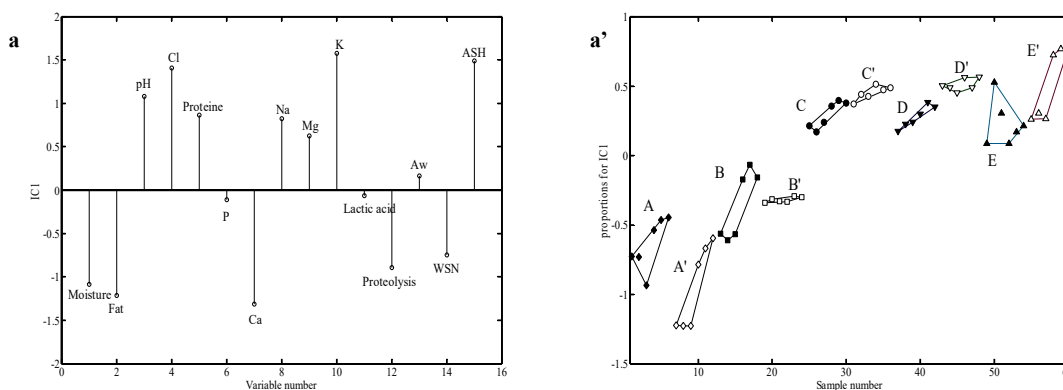 a
2
1.5
1
0.5
0
-0.5
-1
-1.5
-2
0 2 4 6 8 10 12 14 16
IC1
Variable number
Moisture
Fat
pH
Cl
Proteine
P
Ca
Na
Mg
K
Lactic acid
Proteolysis
Aw
WSN
ASH
a’
1
0.5
0
-0.5
-1
-1.5
10 20 30 40 50
proportions for IC1
Sample number
A
A'
B
B'
C
C'
D
D'
E
E'